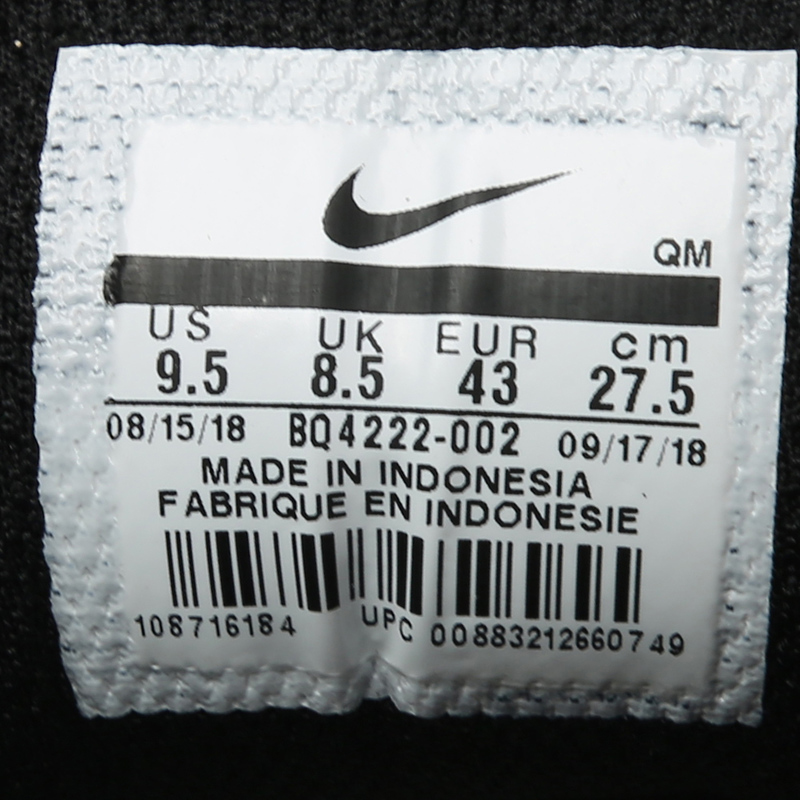 QM
US UK EUR cm
9.5 8.5 43 27.5
08/15/18 BQ4222-002 09/17/18
MADE IN INDONESIA
FABRIQUE EN INDONESIE
108716184 UPC 00883212660749